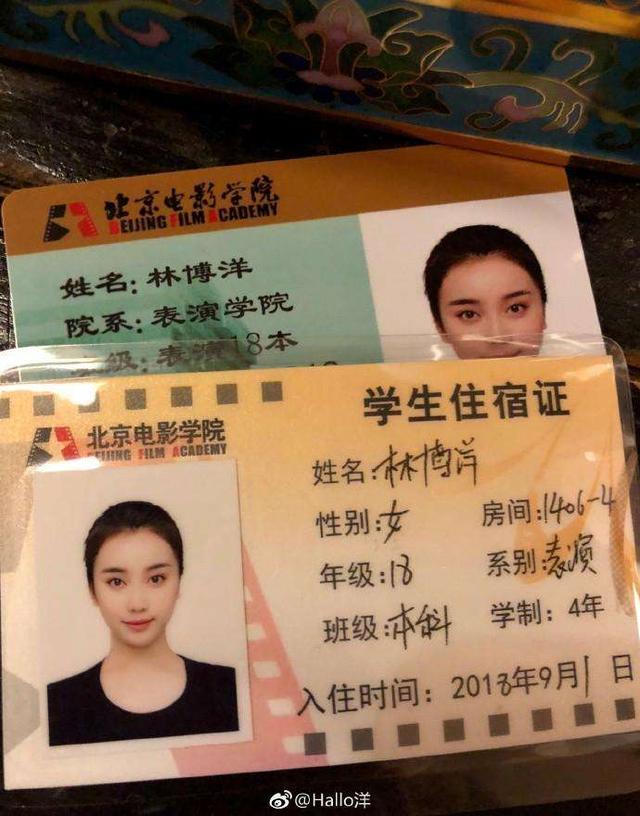 北京电影学院
BEIJING FILM ACADEMY
姓名:林博洋
院系:表演学院
级:表演18本
学生住宿证
北京电影学院
BEIJING FILM ACADEMY
姓名:林博洋
性别:女 房间:1406-4
年级:18 系别:表演
班级:本科 学制:4年
入住时间:2018年9月1日
@Hallo洋